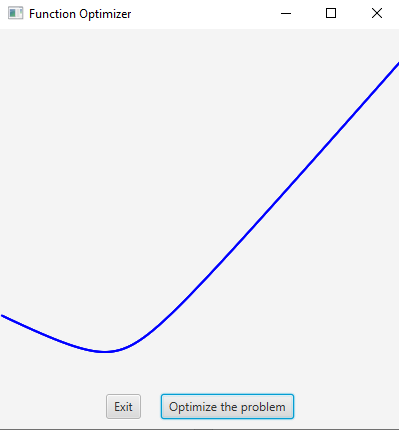 Function Optimizer
Exit
Optimize the problem